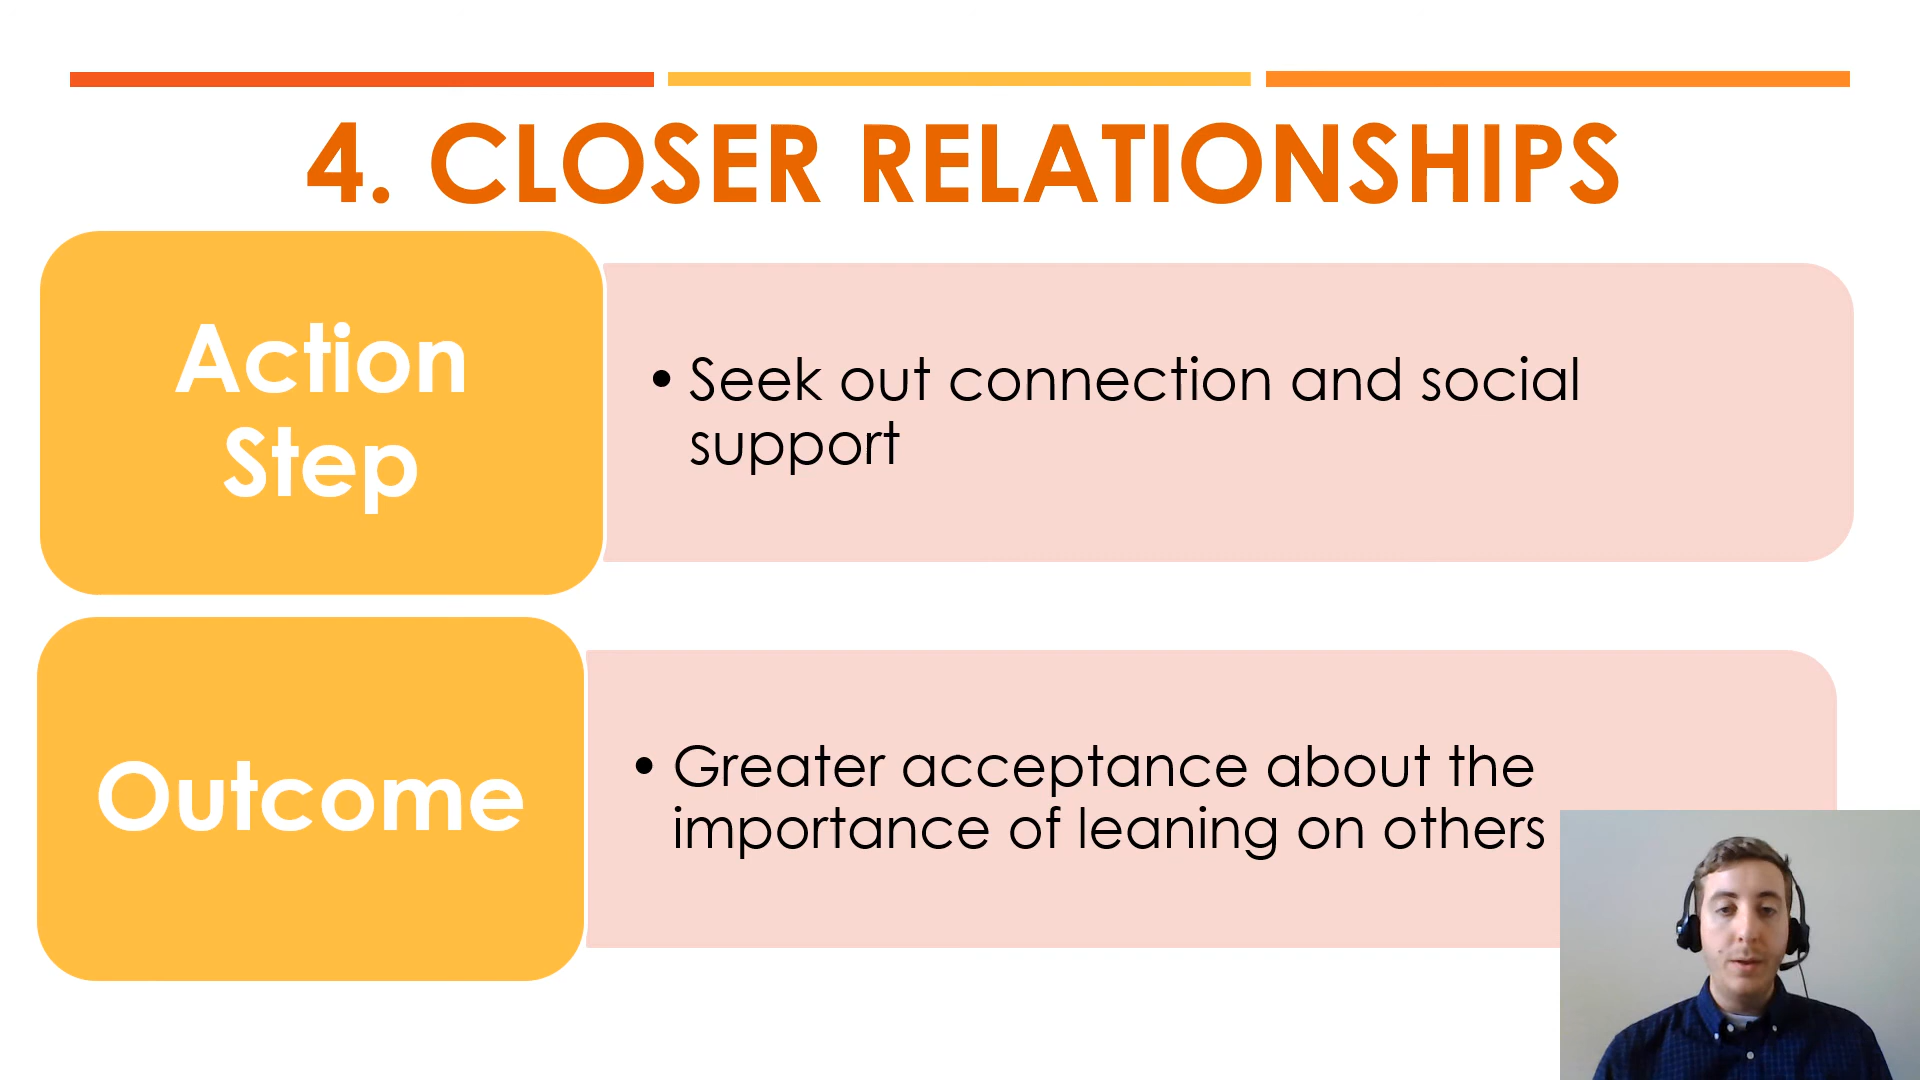 4. CLOSER RELATIONSHIPS
Action
Step
• Seek out connection and social
support
Outcome
• Greater acceptance about the
importance of leaning on others